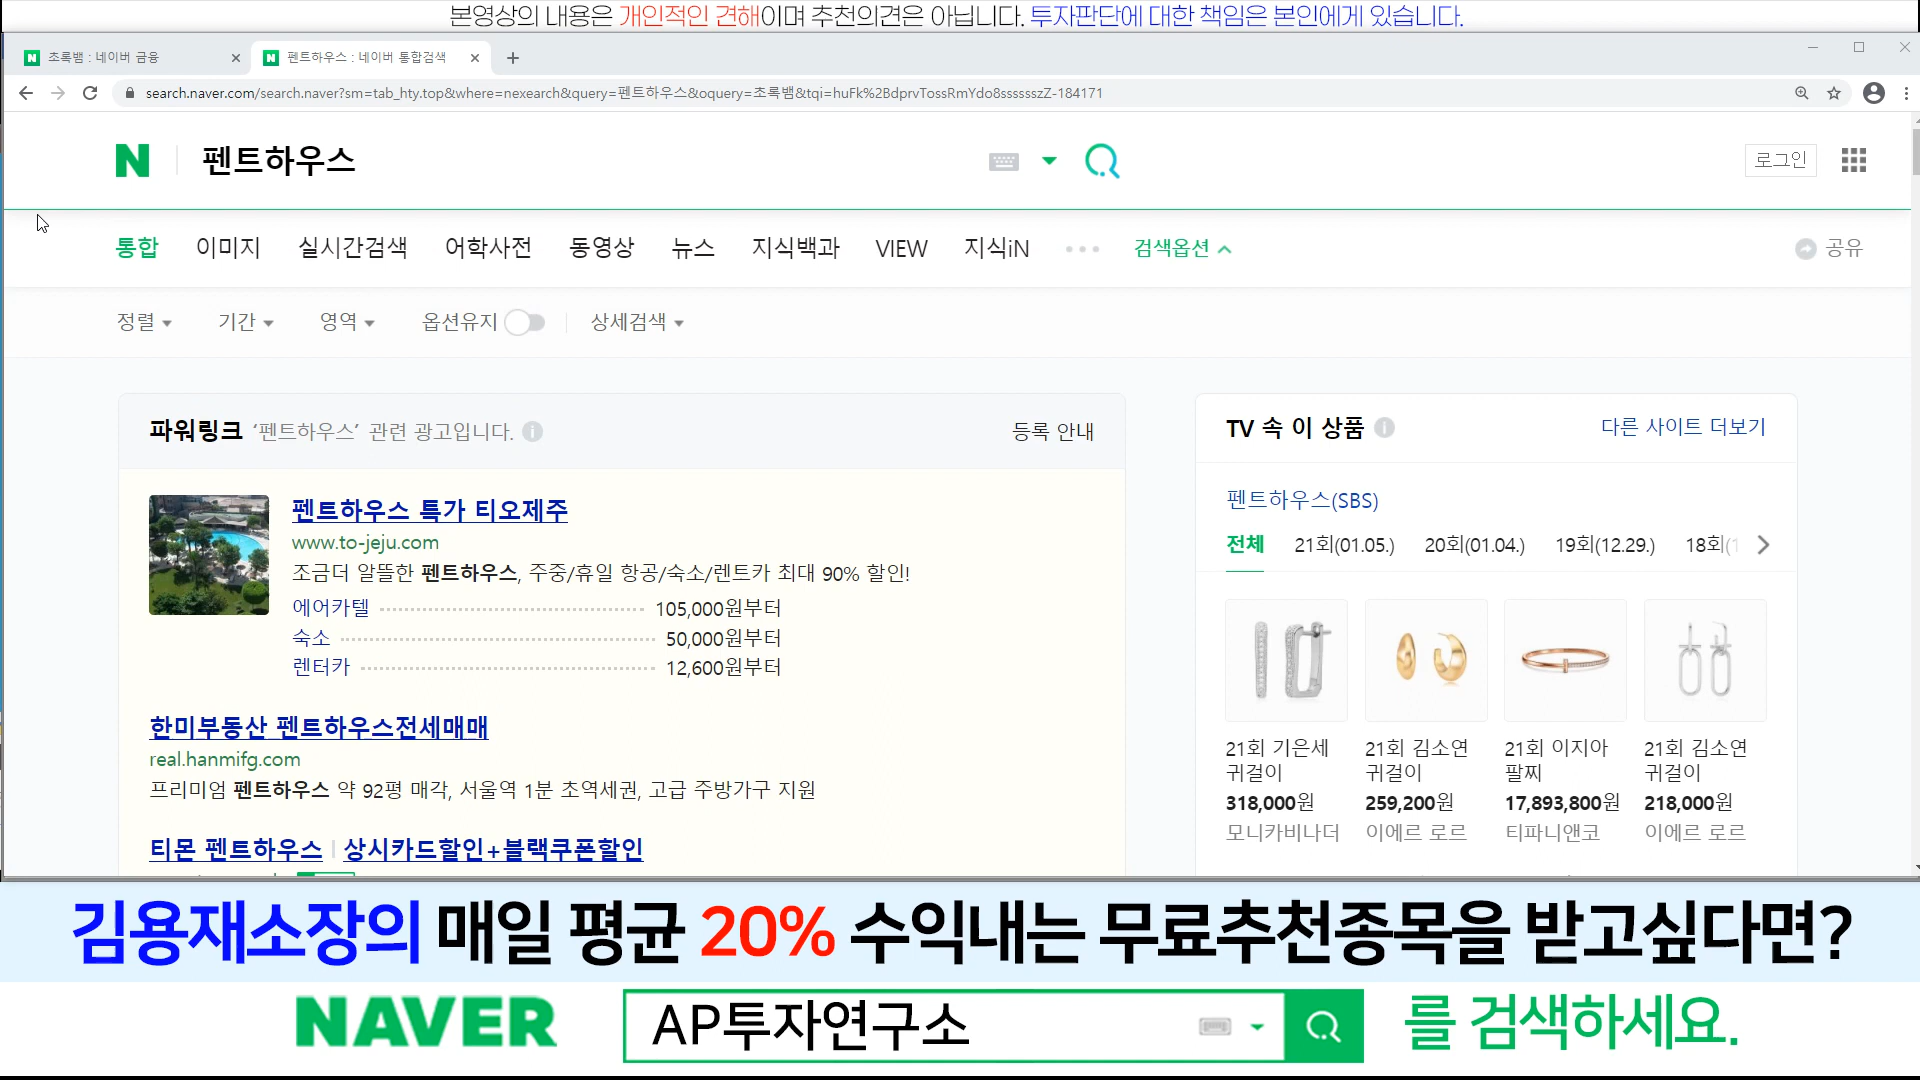 본영상의 내용은 개인적인 견해이며 추천의견은 아닙니다. 투자판단에 대한 책임은 본인에게 있습니다.
초록뱀 : 네이버 금융
펜트하우스 : 네이버 통합검색
search.naver.com/search.naver?sm=tab_hty.top&where=nexearch&query=펜트하우스&oquery=초록뱀&tqi=huFk%2BdprvTossRmYdo8ssssss​zZ-184171
N 펜트하우스
로그인
통합 이미지 실시간검색 어학사전 동영상 뉴스 지식백과 VIEW 지식iN 검색옵션 공유
정렬 기간 영역 옵션유지 상세검색
파워링크 '펜트하우스' 관련 광고입니다. 등록 안내
펜트하우스 특가 티오제주
www.to-jeju.com
조금더 알뜰한 펜트하우스, 주중/휴일 항공/숙소/렌트카 최대 90% 할인!
에어카텔 105,000원부터
숙소 50,000원부터
렌터카 12,600원부터
한미부동산 펜트하우스전세매매
real.hanmifg.com
프리미엄 펜트하우스 약 92평 매각, 서울역 1분 초역세권, 고급 주방가구 지원
티몬 펜트하우스 상시카드할인+블랙쿠폰할인
TV 속 이 상품 다른 사이트 더보기
펜트하우스(SBS)
전체 21회(01.05.) 20회(01.04.) 19회(12.29.) 18회(1
21회 기은세 귀걸이
318,000원
모니카비나더
21회 김소연 귀걸이
259,200원
이에르 로르
21회 이지아 팔찌
17,893,800원
티파니앤코
21회 김소연 귀걸이
218,000원
이에르 로르
김용재소장의 매일 평균 20% 수익내는 무료추천종목을 받고싶다면?
NAVER AP투자연구소 를 검색하세요.